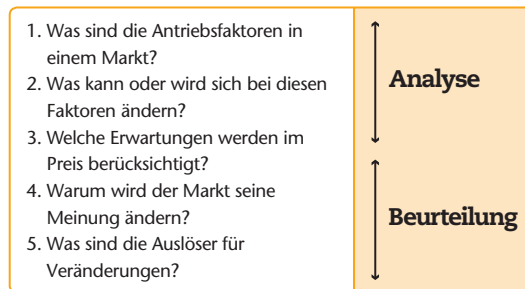 1. Was sind die Antriebsfaktoren in
einem Markt?
2. Was kann oder wird sich bei diesen
Faktoren ändern?
3. Welche Erwartungen werden im
Preis berücksichtigt?
4. Warum wird der Markt seine
Meinung ändern?
5. Was sind die Auslöser für
Veränderungen?
Analyse
Beurteilung